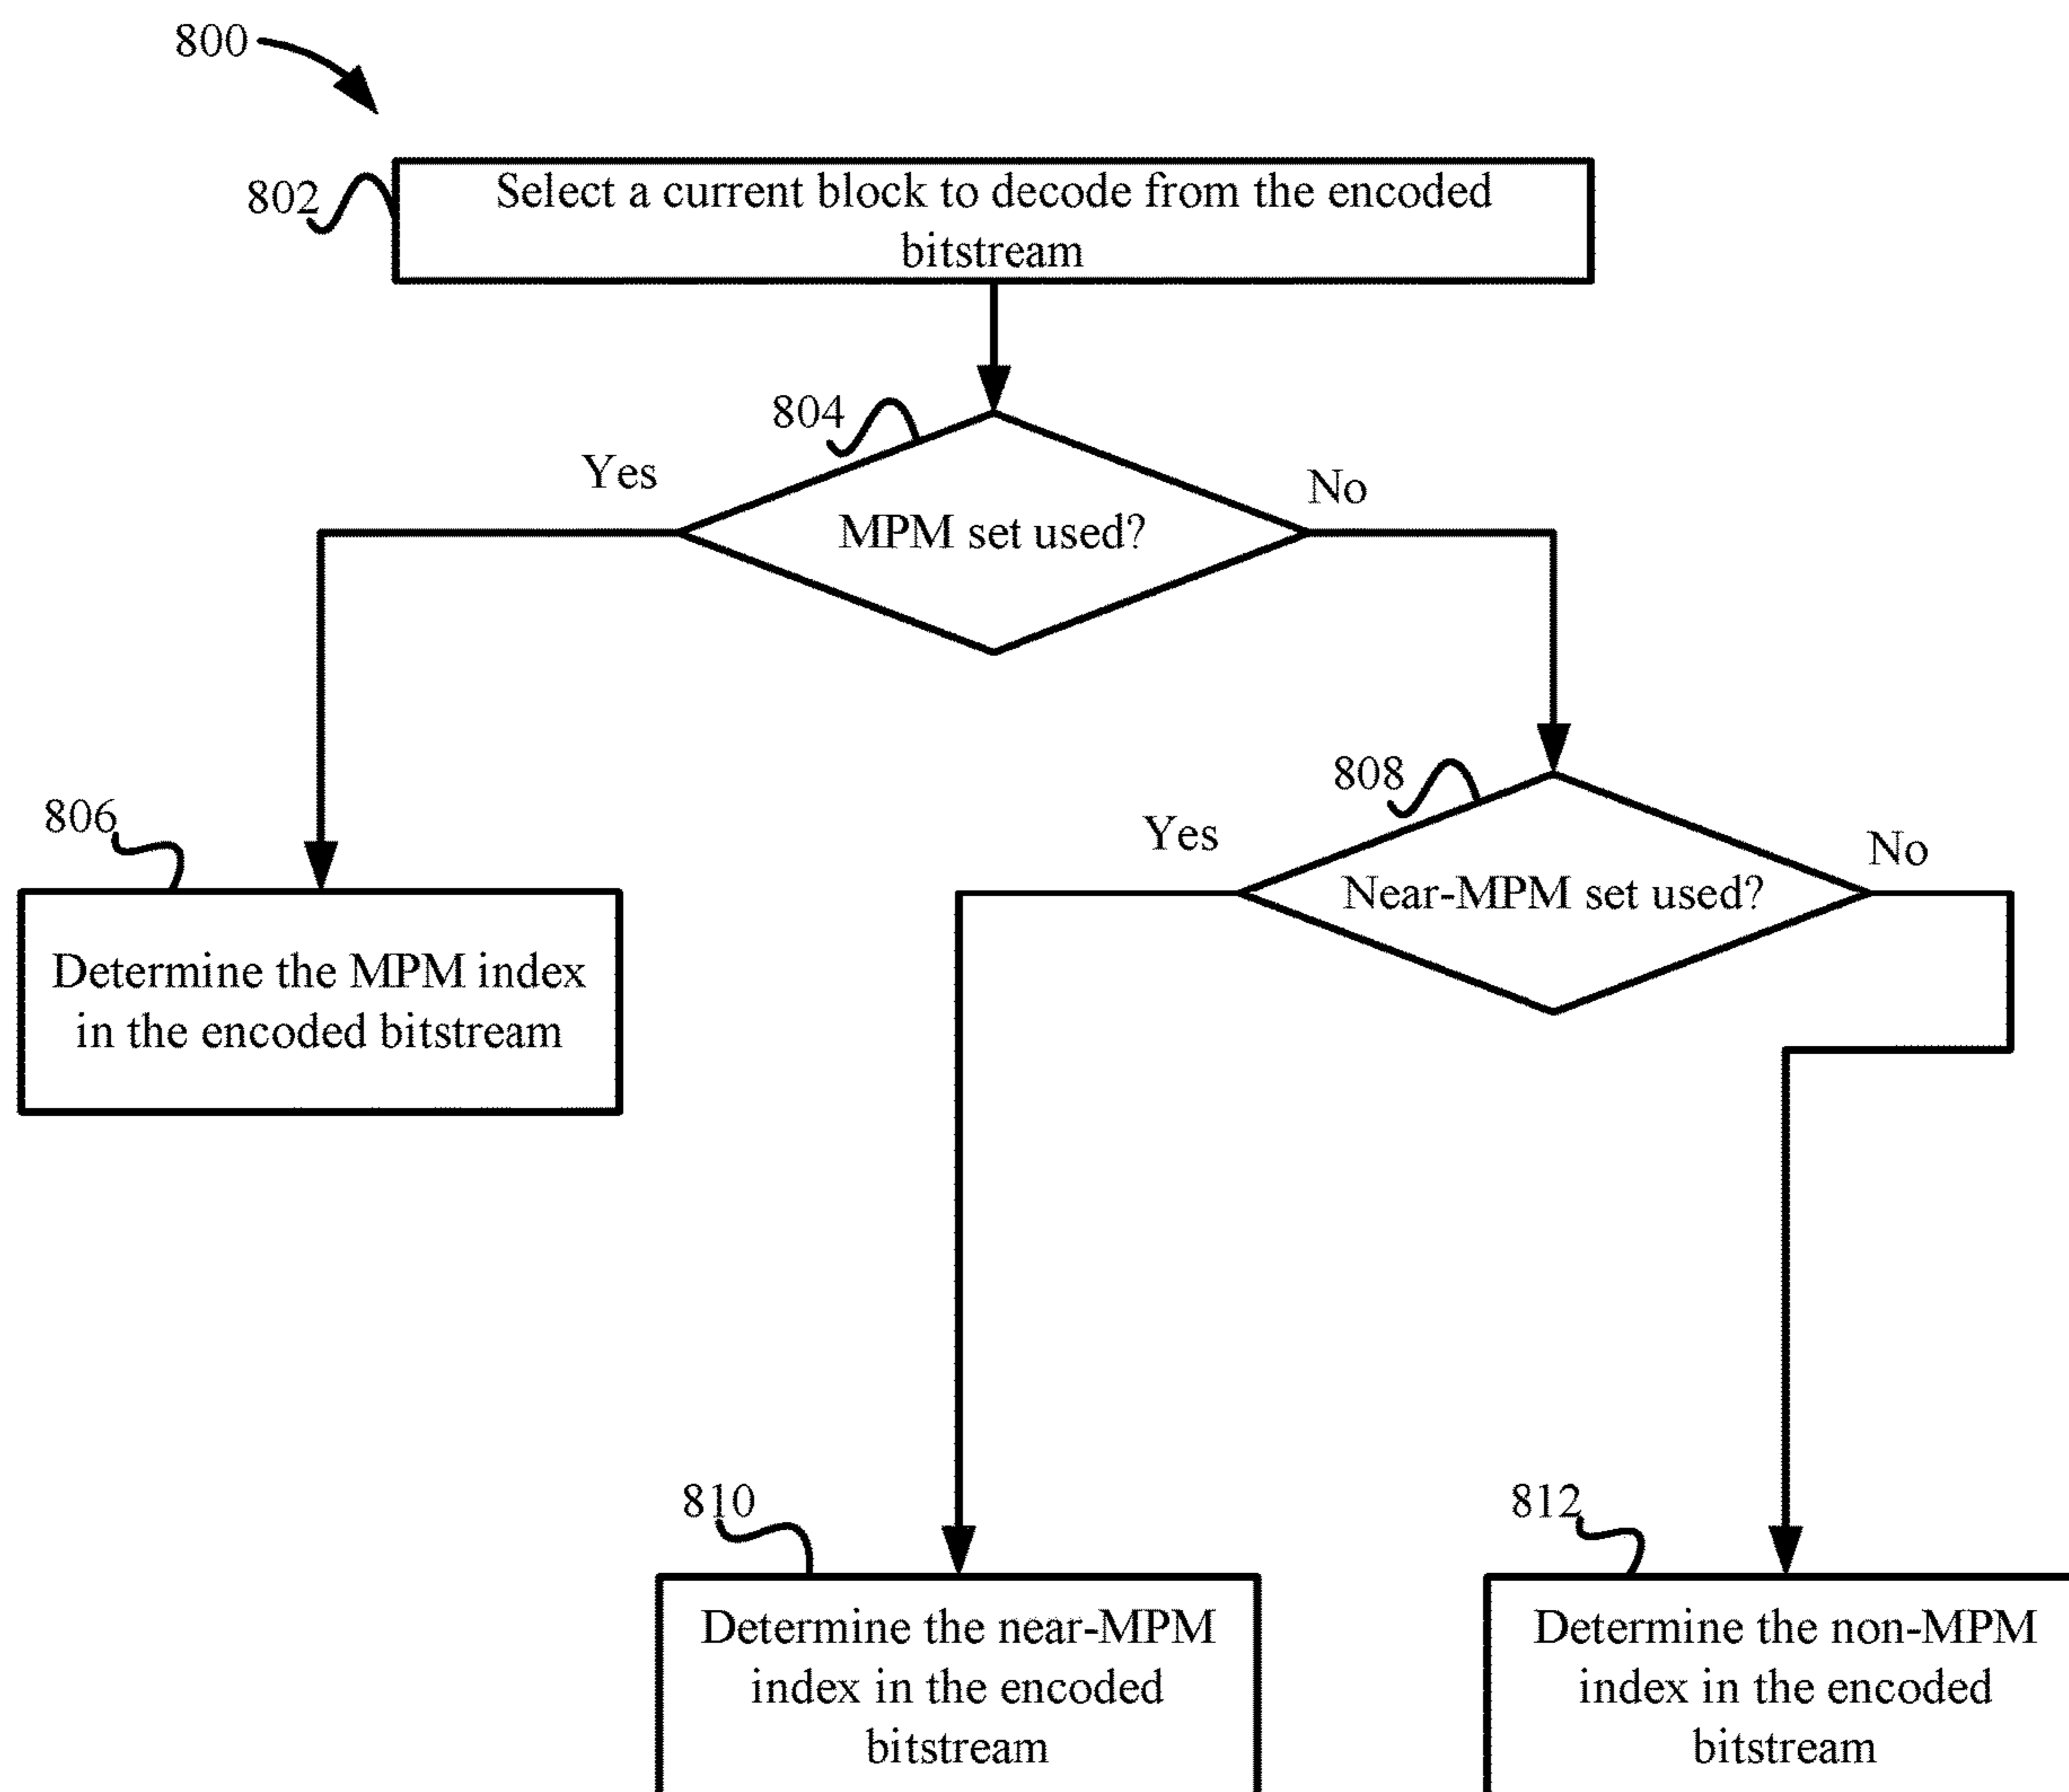 800
802
Select a current block to decode from the encoded
bitstream
804
Yes
No
MPM set used?
806
808
Yes
No
Near-MPM set used?
Determine the MPM index
in the encoded bitstream
810
812
Determine the near-MPM
index in the encoded
bitstream
Determine the non-MPM
index in the encoded
bitstream